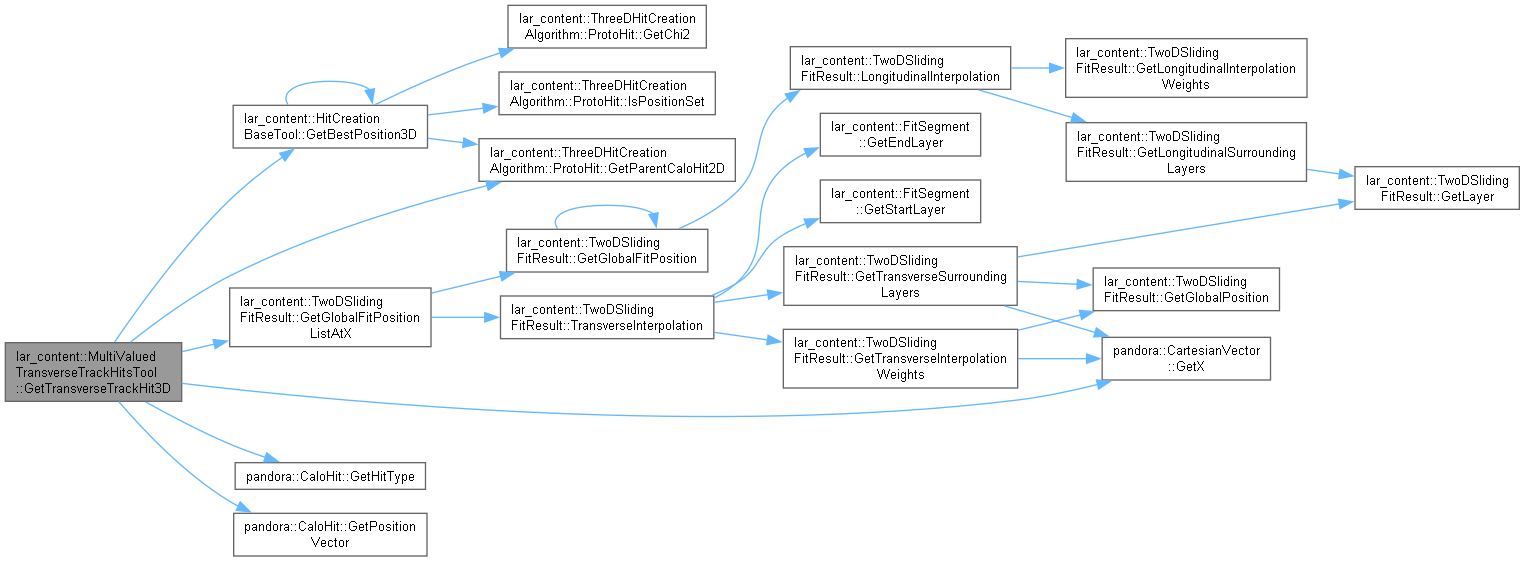 lar_content::MultiValued
TransverseTrackHitsTool
::GetTransverseTrackHit3D
lar_content::HitCreation
BaseTool::GetBestPosition3D
lar_content::ThreeDHitCreation
Algorithm::ProtoHit::GetChi2
lar_content::ThreeDHitCreation
Algorithm::ProtoHit::IsPositionSet
lar_content::ThreeDHitCreation
Algorithm::ProtoHit::GetParentCaloHit2D
lar_content::TwoDSliding
FitResult::GetGlobalFitPosition
ListAtX
lar_content::TwoDSliding
FitResult::GetGlobalFitPosition
lar_content::TwoDSliding
FitResult::TransverseInterpolation
lar_content::TwoDSliding
FitResult::LongitudinalInterpolation
lar_content::FitSegment
::GetEndLayer
lar_content::FitSegment
::GetStartLayer
lar_content::TwoDSliding
FitResult::GetTransverseSurrounding
Layers
lar_content::TwoDSliding
FitResult::GetTransverseInterpolation
Weights
lar_content::TwoDSliding
FitResult::GetLongitudinalInterpolation
Weights
lar_content::TwoDSliding
FitResult::GetLongitudinalSurrounding
Layers
lar_content::TwoDSliding
FitResult::GetLayer
lar_content::TwoDSliding
FitResult::GetGlobalPosition
pandora::CartesianVector
::GetX
pandora::CaloHit::GetHitType
pandora::CaloHit::GetPosition
Vector